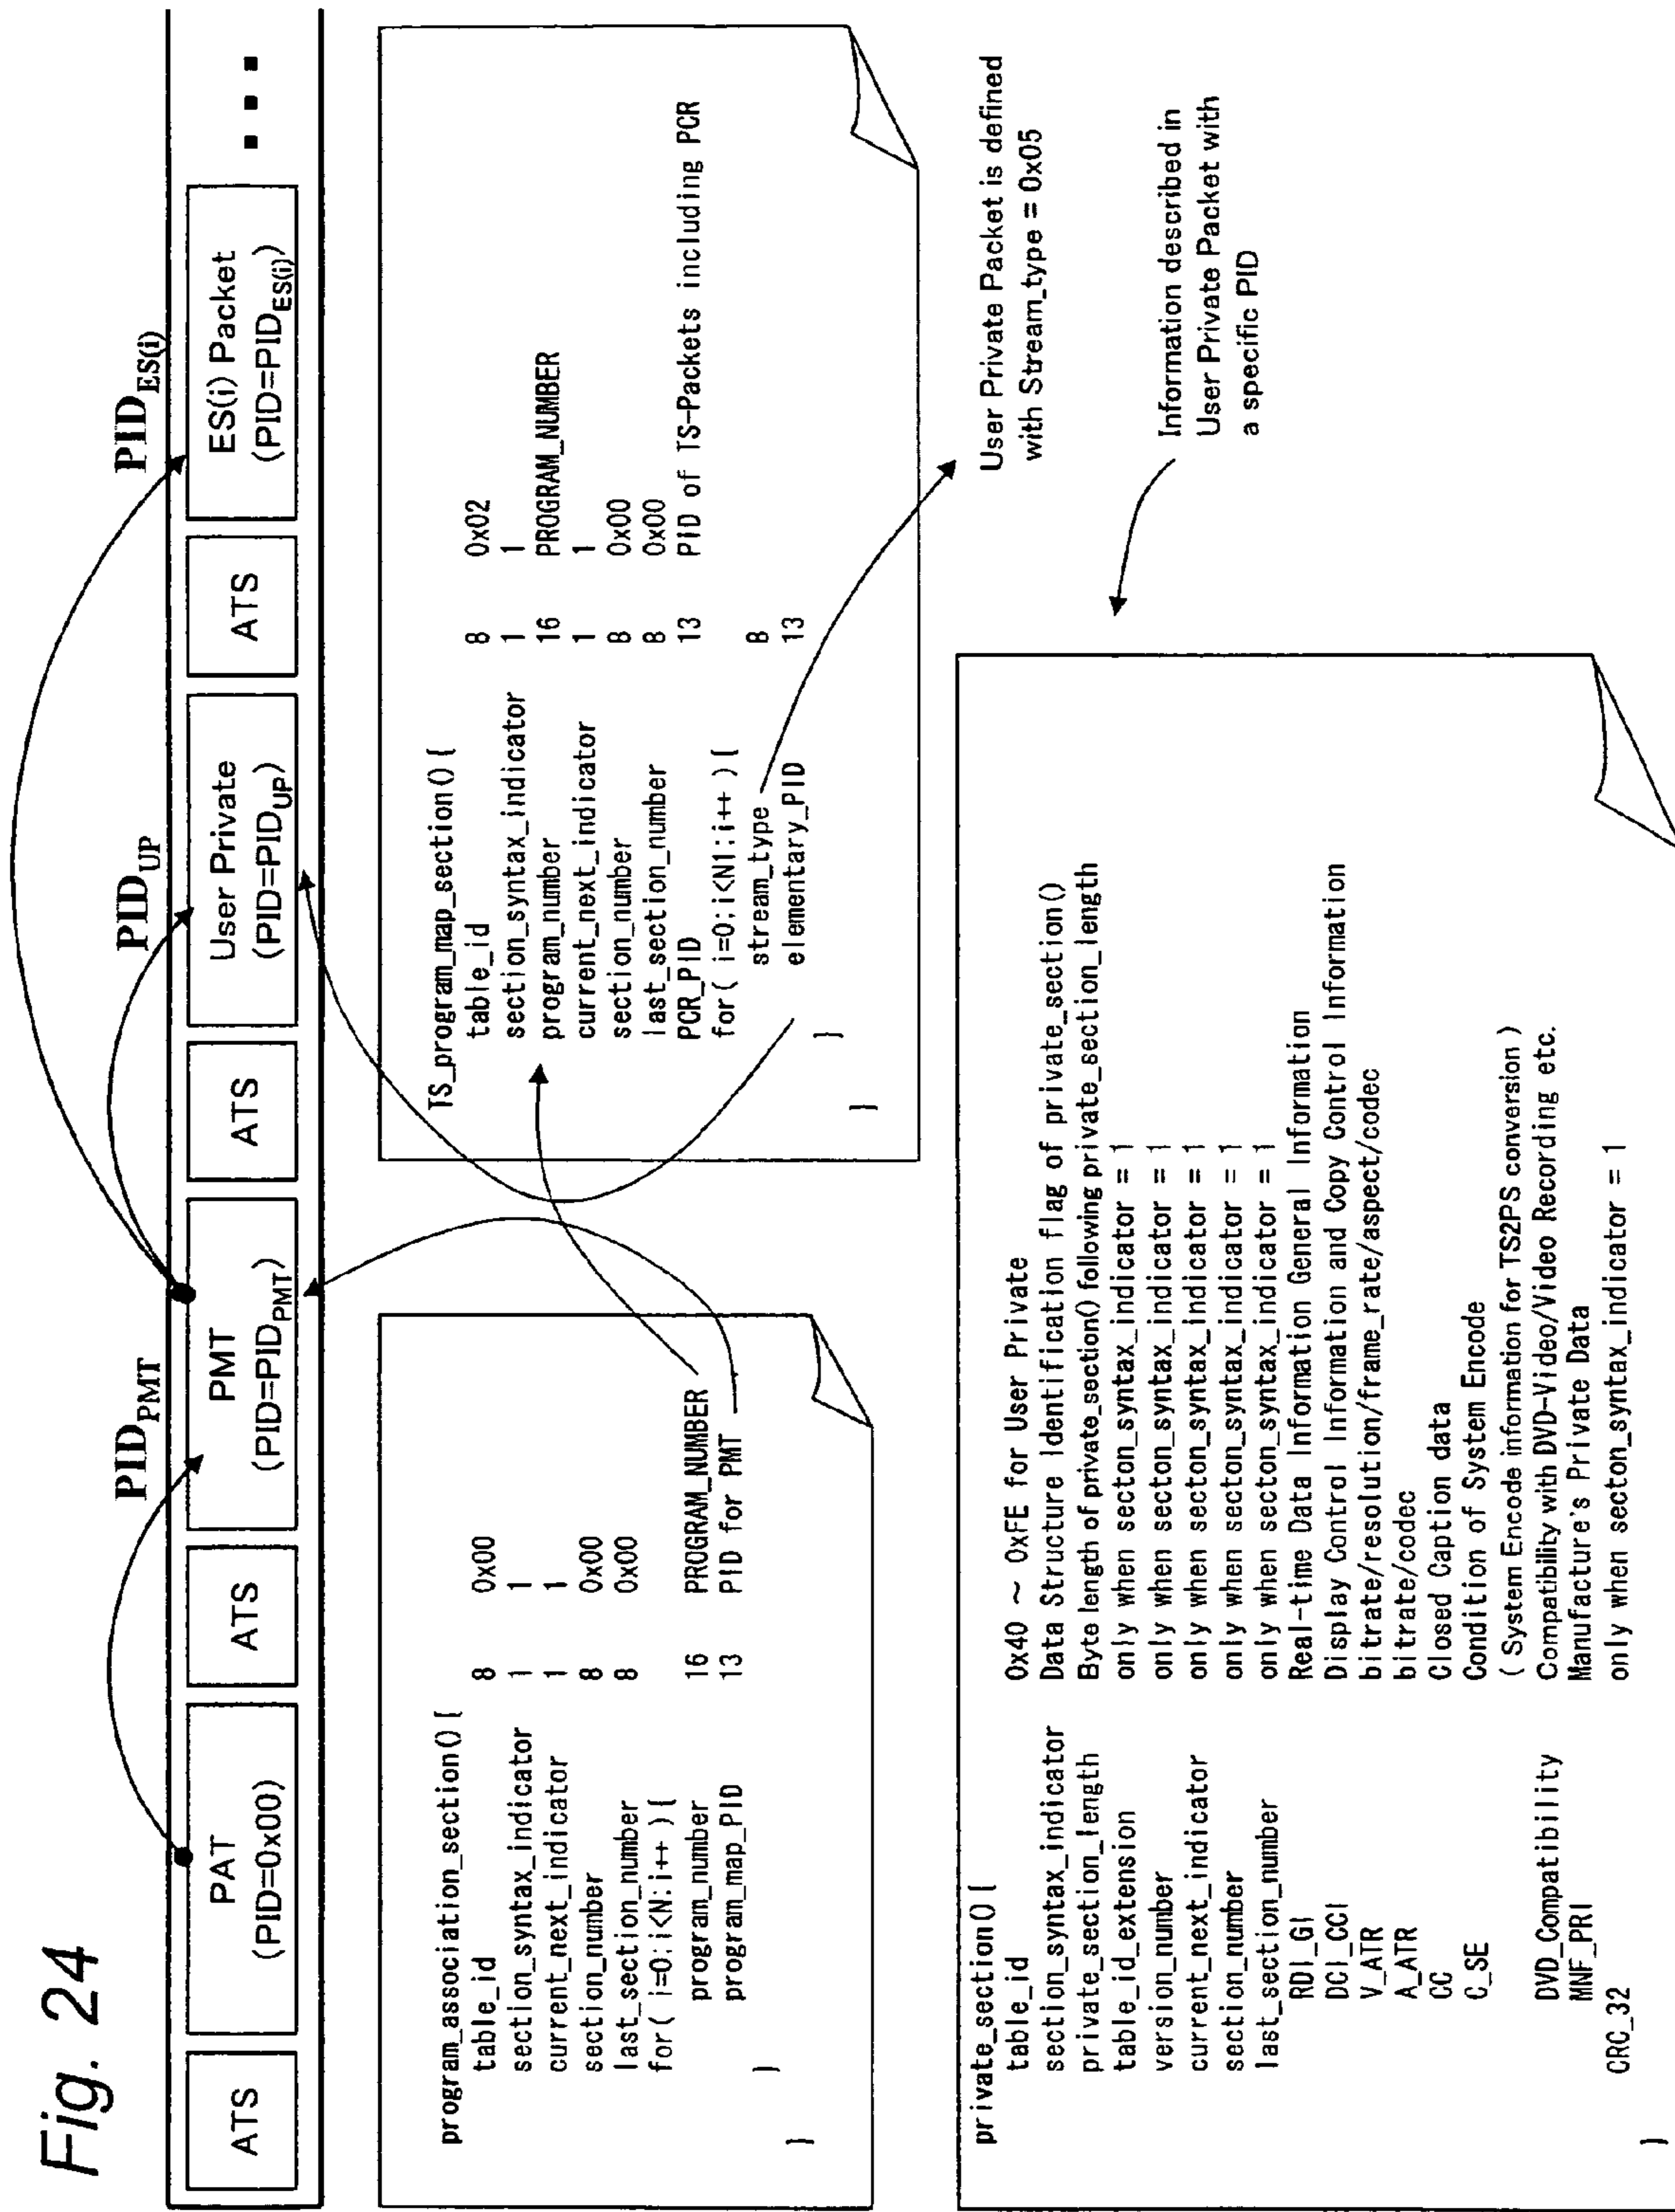 Fig. 24
PID_PMT PID_UP PID_ES(i)
ATS PAT (PID=0x00) ATS PMT (PID=PID_PMT) ATS User Private (PID=PID_UP) ATS ES(i) Packet (PID=PID_ES(i)) ...
program_association_section(){
table_id 8 0x00
section_syntax_indicator 1 1
current_next_indicator 1 1
section_number 8 0x00
last_section_number 8 0x00
for( i=0;i<N;i++ ){
program_number 16 PROGRAM_NUMBER
program_map_PID 13 PID for PMT
}
}
TS_program_map_section(){
table_id 8 0x02
section_syntax_indicator 1 1
program_number 16 PROGRAM_NUMBER
current_next_indicator 1 1
section_number 8 0x00
last_section_number 8 0x00
PCR_PID 13 PID of TS-Packets including PCR
for( i=0;i<N1;i++ ){
stream_type 8
elementary_PID 13
}
}
User Private Packet is defined
with Stream_type = 0x05
Information described in
User Private Packet with
a specific PID
private_section(){
table_id 0x40 ~ 0xFE for User Private
section_syntax_indicator Data Structure Identification flag of private_section()
private_section_length Byte length of private_section() following private_section_length
table_id_extension only when secton_syntax_indicator = 1
version_number only when secton_syntax_indicator = 1
current_next_indicator only when secton_syntax_indicator = 1
section_number only when secton_syntax_indicator = 1
last_section_number only when secton_syntax_indicator = 1
RDI_GI Real-time Data Information General Information
DCI_CCI Display Control Information and Copy Control Information
V_ATR bitrate/resolution/frame_rate/aspect/codec
A_ATR bitrate/codec
CC Closed Caption data
C_SE Condition of System Encode
( System Encode information for TS2PS conversion )
DVD_Compatibility Compatibility with DVD-Video/Video Recording etc.
MNF_PRI Manufacture's Private Data
CRC_32 only when secton_syntax_indicator = 1
}